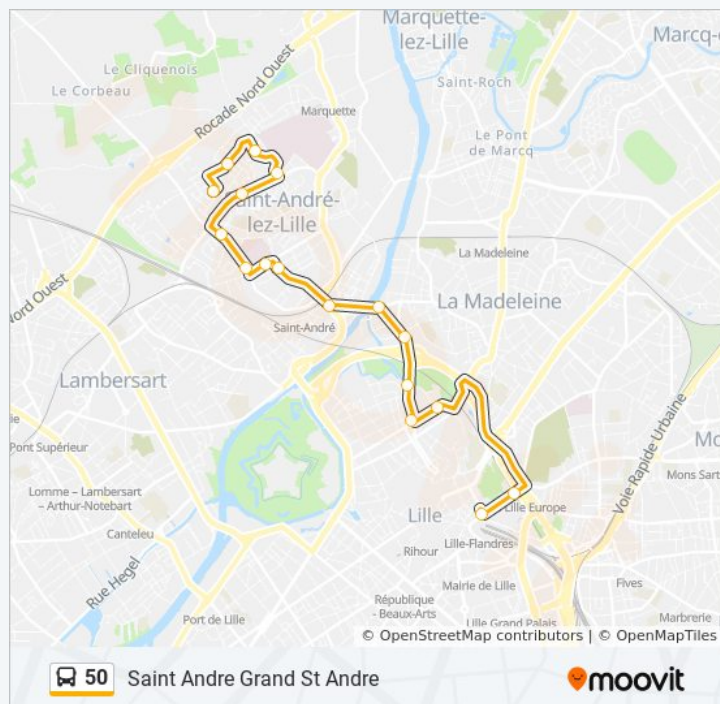 Marquette-
lez-Lille
Marcq-
Le Cliquenois
Le Corbeau
Rocade Nord Ouest
Saint-Roch
Marquette
Le Pont
de Marcq
Saint-André-
lez-Lille
La Madeleine
Nord Ouest
La Madeleine
Saint-André
Lambersart
Pont Supérieur
Voie Rapide Urbaine
Mons Sart
Lomme – Lambersart
– Arthur-Notebart
Canteleu
Lille
Lille Europe
Lille-Flandres
Rihour
Rue Hegel
Mairie de Lille
Fives
République
- Beaux-Arts
Port de Lille
Lille Grand Palais
Marbrerie
© OpenStreetMap contributors | © OpenMapTiles
50 Saint Andre Grand St Andre
moovit